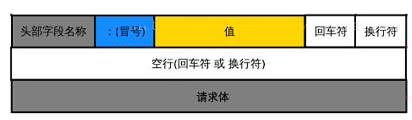 头部字段名称 :(冒号) 值 回车符 换行符
空行(回车符 或 换行符)
请求体